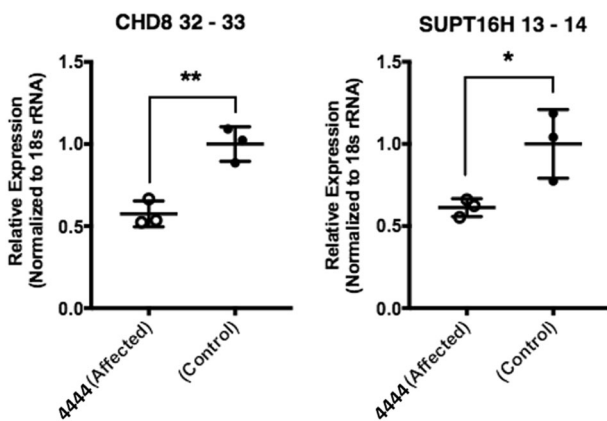 CHD8 32 - 33
Relative Expression
(Normalized to 18s rRNA)
1.5
1.0
0.5
0.0
**
4444 (Affected)
(Control)
SUPT16H 13 - 14
Relative Expression
(Normalized to 18s rRNA)
1.5
1.0
0.5
0.0
*
4444 (Affected)
(Control)